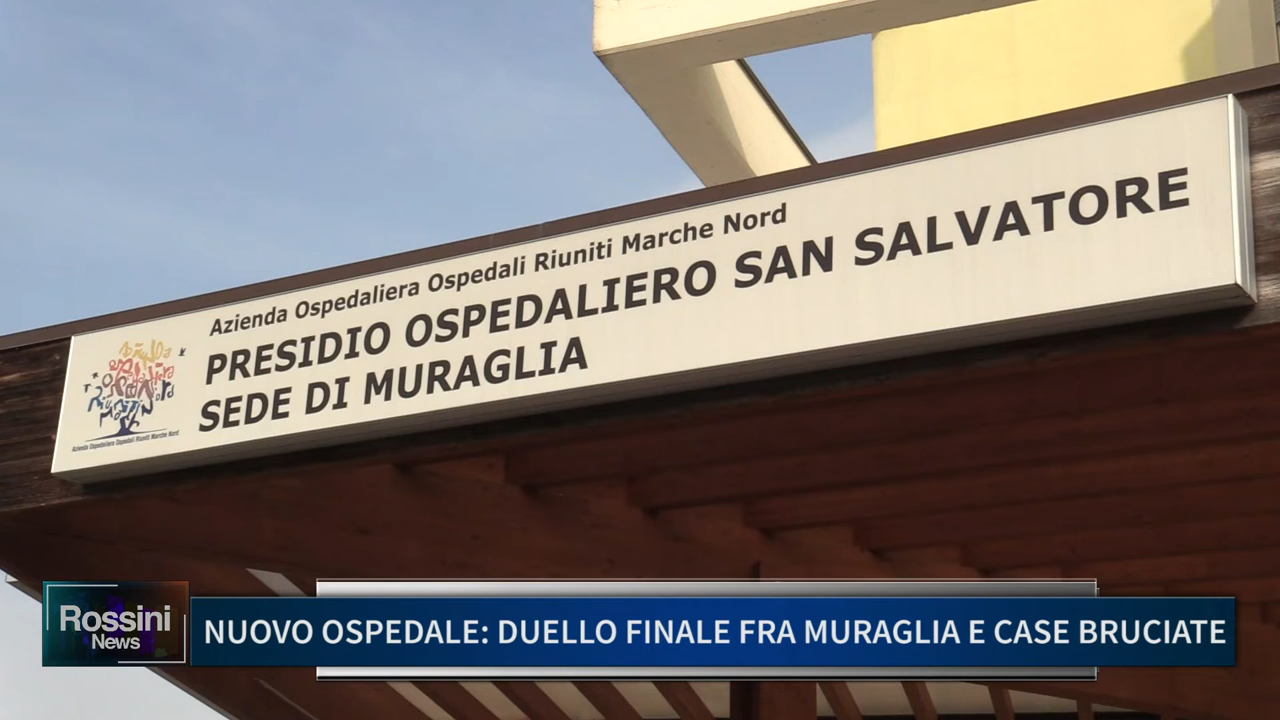 Azienda Ospedaliera Ospedali Riuniti Marche Nord
PRESIDIO OSPEDALIERO SAN SALVATORE
SEDE DI MURAGLIA
Azienda Ospedaliera Ospedali Riuniti Marche Nord
Rossini
News
NUOVO OSPEDALE: DUELLO FINALE FRA MURAGLIA E CASE BRUCIATE